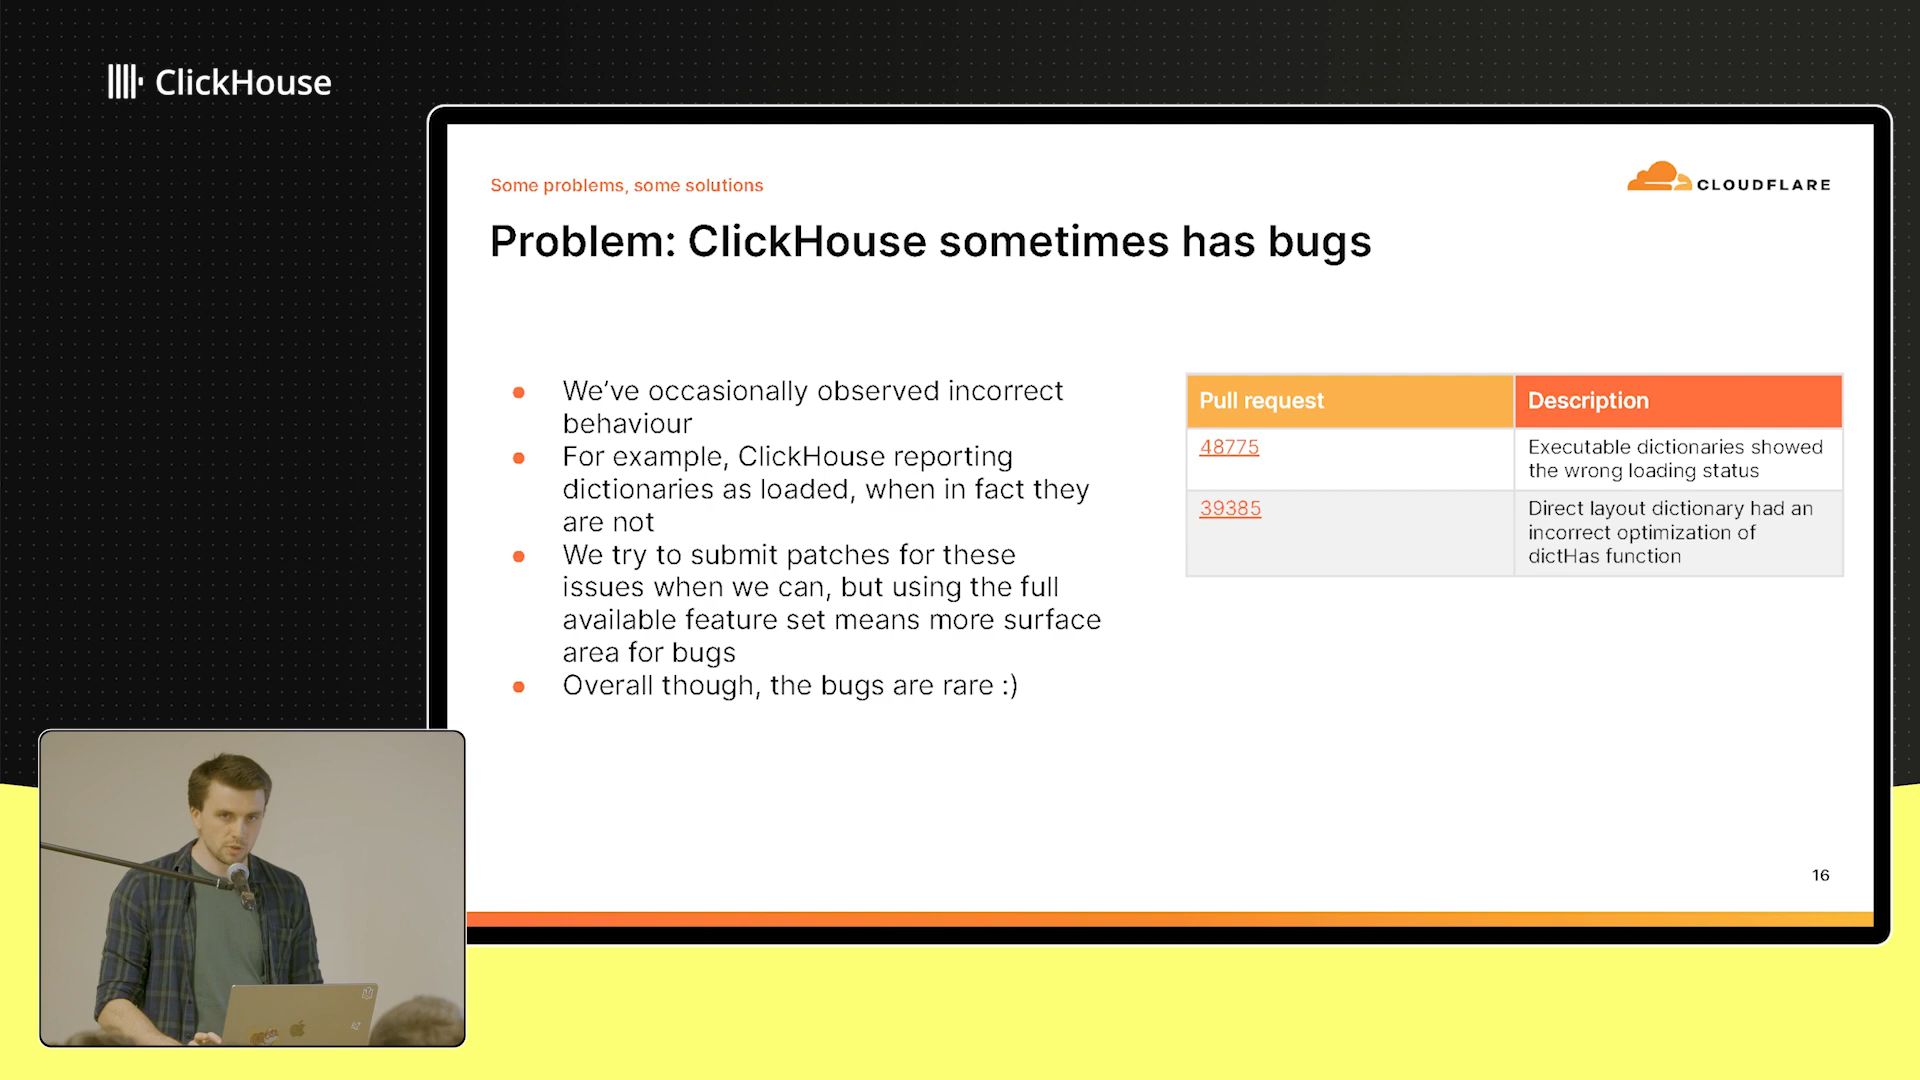 ClickHouse
Some problems, some solutions
CLOUDFLARE
Problem: ClickHouse sometimes has bugs
We’ve occasionally observed incorrect
behaviour
For example, ClickHouse reporting
dictionaries as loaded, when in fact they
are not
We try to submit patches for these
issues when we can, but using the full
available feature set means more surface
area for bugs
Overall though, the bugs are rare :)
Pull request Description
48775 Executable dictionaries showed
the wrong loading status
39385 Direct layout dictionary had an
incorrect optimization of
dictHas function
16